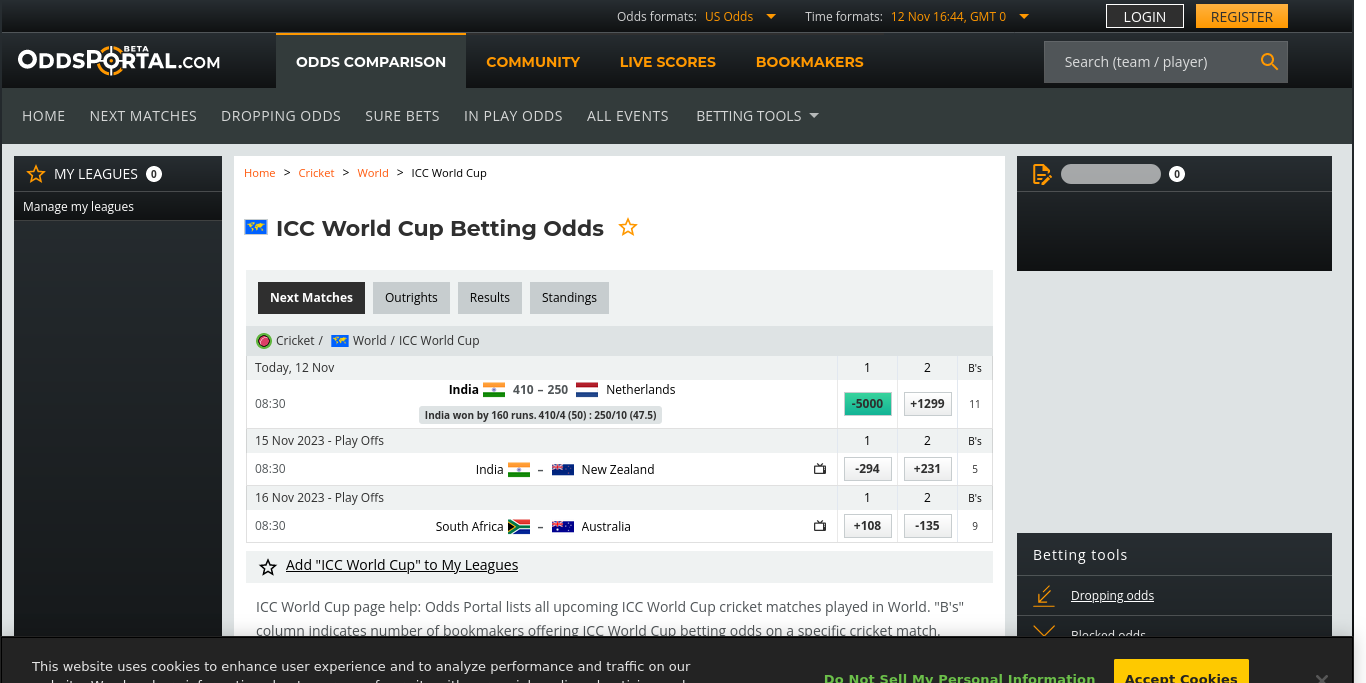 Odds formats: US Odds Time formats: 12 Nov 16:44, GMT 0 LOGIN REGISTER
BETA
ODDSPORTAL.COM ODDS COMPARISON COMMUNITY LIVE SCORES BOOKMAKERS Search (team / player)
HOME NEXT MATCHES DROPPING ODDS SURE BETS IN PLAY ODDS ALL EVENTS BETTING TOOLS
MY LEAGUES 0
Manage my leagues
Home > Cricket > World > ICC World Cup
0
ICC World Cup Betting Odds
Next Matches Outrights Results Standings
Cricket / World / ICC World Cup
Today, 12 Nov 1 2 B's
08:30 India 410 – 250 Netherlands -5000 +1299 11
India won by 160 runs. 410/4 (50) : 250/10 (47.5)
15 Nov 2023 - Play Offs 1 2 B's
08:30 India – New Zealand -294 +231 5
16 Nov 2023 - Play Offs 1 2 B's
08:30 South Africa – Australia +108 -135 9
Add "ICC World Cup" to My Leagues
ICC World Cup page help: Odds Portal lists all upcoming ICC World Cup cricket matches played in World. "B's"
column indicates number of bookmakers offering ICC World Cup betting odds on a specific cricket match.
Betting tools
Dropping odds
Blocked odds
This website uses cookies to enhance user experience and to analyze performance and traffic on our
Do Not Sell My Personal Information Accept Cookies